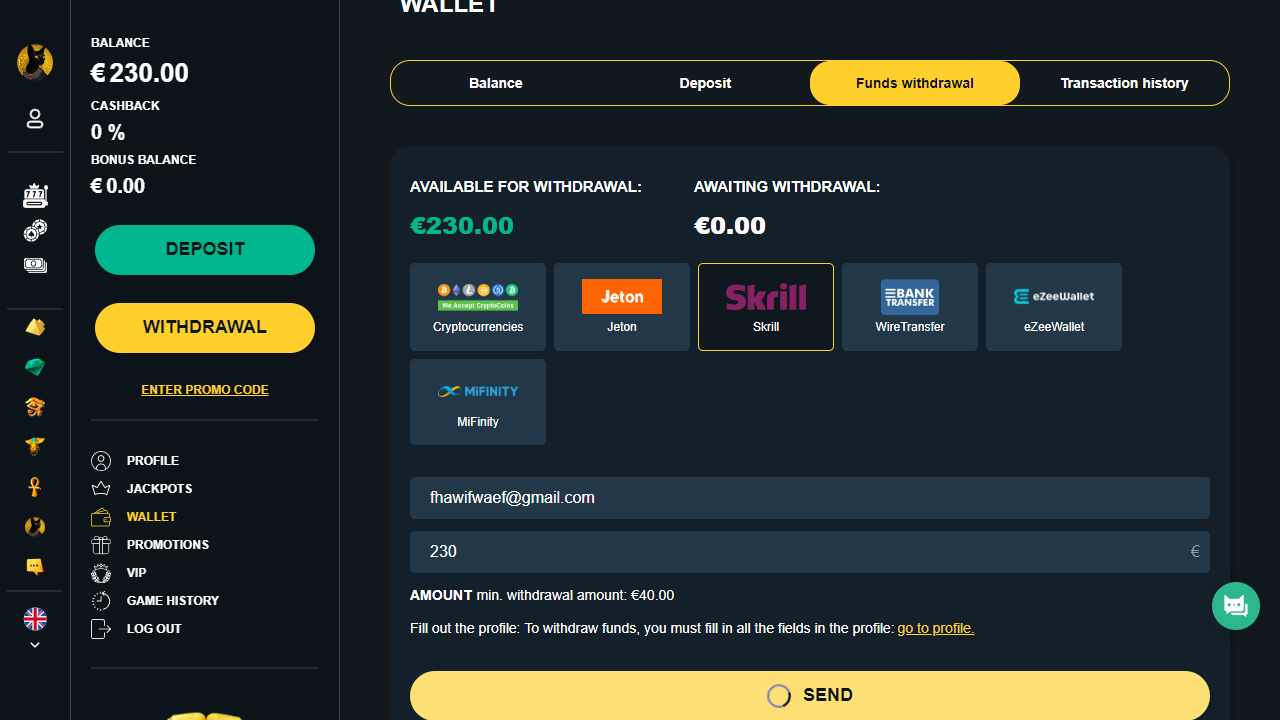 WALLET
BALANCE
€ 230.00
CASHBACK
0 %
BONUS BALANCE
€ 0.00
DEPOSIT
WITHDRAWAL
ENTER PROMO CODE
PROFILE
JACKPOTS
WALLET
PROMOTIONS
VIP
GAME HISTORY
LOG OUT
Balance
Deposit
Funds withdrawal
Transaction history
AVAILABLE FOR WITHDRAWAL:
€230.00
AWAITING WITHDRAWAL:
€0.00
We Accept CryptoCoins
Cryptocurrencies
Jeton
Jeton
Skrill
Skrill
BANK
TRANSFER
WireTransfer
eZeeWallet
eZeeWallet
MiFINITY
MiFinity
fhawifwaef@gmail.com
230 €
AMOUNT min. withdrawal amount: €40.00
Fill out the profile: To withdraw funds, you must fill in all the fields in the profile: go to profile.
SEND